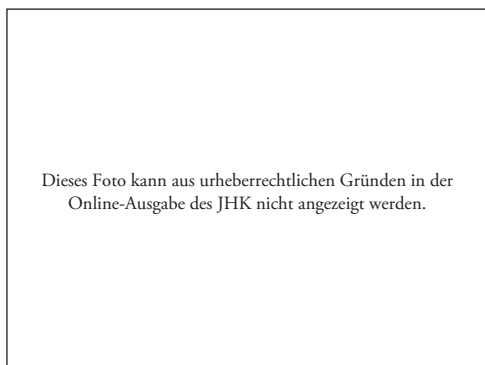 Dieses Foto kann aus urheberrechtlichen Gründen in der
Online-Ausgabe des JHK nicht angezeigt werden.